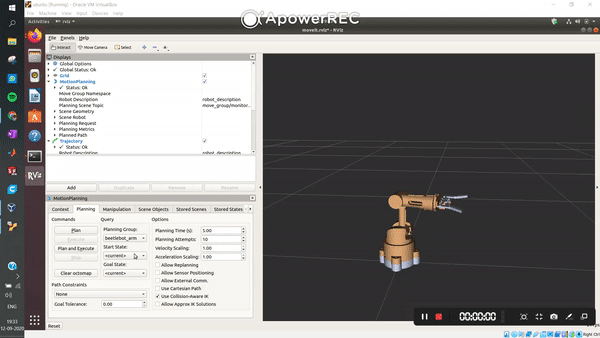 ubuntu [Running] - Oracle VM VirtualBox
File Machine View Input Devices Help
ApowerREC
Activities
rviz
moveit.rviz* - RViz
File Panels Help
Interact Move Camera Select
Displays
Global Options
Global Status: Ok
Grid
MotionPlanning
Status: Ok
Move Group Namespace
Robot Description robot_description
Planning Scene Topic move_group/monitor...
Scene Geometry
Scene Robot
Planning Request
Planning Metrics
Planned Path
Trajectory
Status: Ok
Robot Description robot_description
Add Duplicate Remove Rename
MotionPlanning
Context Planning Manipulation Scene Objects Stored Scenes Stored States
Commands Query Options
Plan
Execute
Plan and Execute
Stop
Clear octomap
Planning Group:
beetlebot_arm
Start State:
<current>
Goal State:
<current>
Planning Time (s): 5.00
Planning Attempts: 10
Velocity Scaling: 1.00
Acceleration Scaling: 1.00
Allow Replanning
Allow Sensor Positioning
Allow External Comm.
Use Cartesian Path
Use Collision-Aware IK
Allow Approx IK Solutions
Path Constraints
None
Goal Tolerance: 0.00
Reset
00:00:00
RViz
ENG
19:33
12-09-2020
Right Ctrl